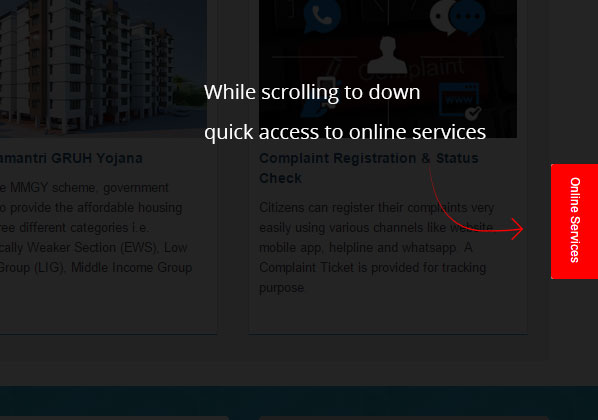 Complaint
www
While scrolling to down
quick access to online services
amantri GRUH Yojana
e MMGY scheme, government
o provide the affordable housing
ree different categories i.e.
cally Weaker Section (EWS), Low
Group (LIG), Middle Income Group
Complaint Registration & Status
Check
Citizens can register their complaints very
easily using various channels like website,
mobile app, helpline and whatsapp. A
Complaint Ticket is provided for tracking
purpose.
Online Services